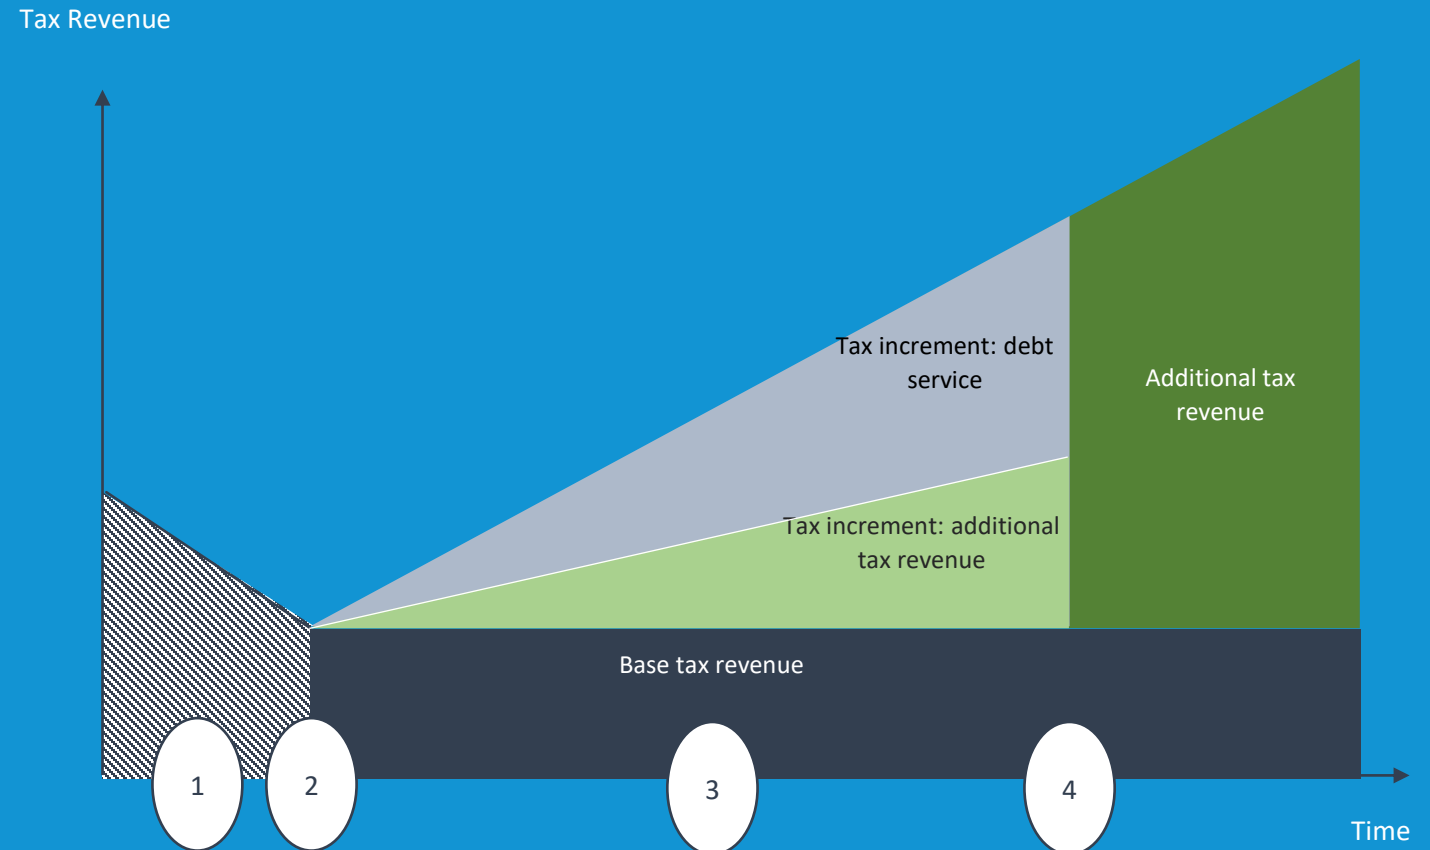 Tax Revenue
Tax increment: debt
service
Additional tax
revenue
Tax increment: additional
tax revenue
Base tax revenue
1
2
3
4
Time